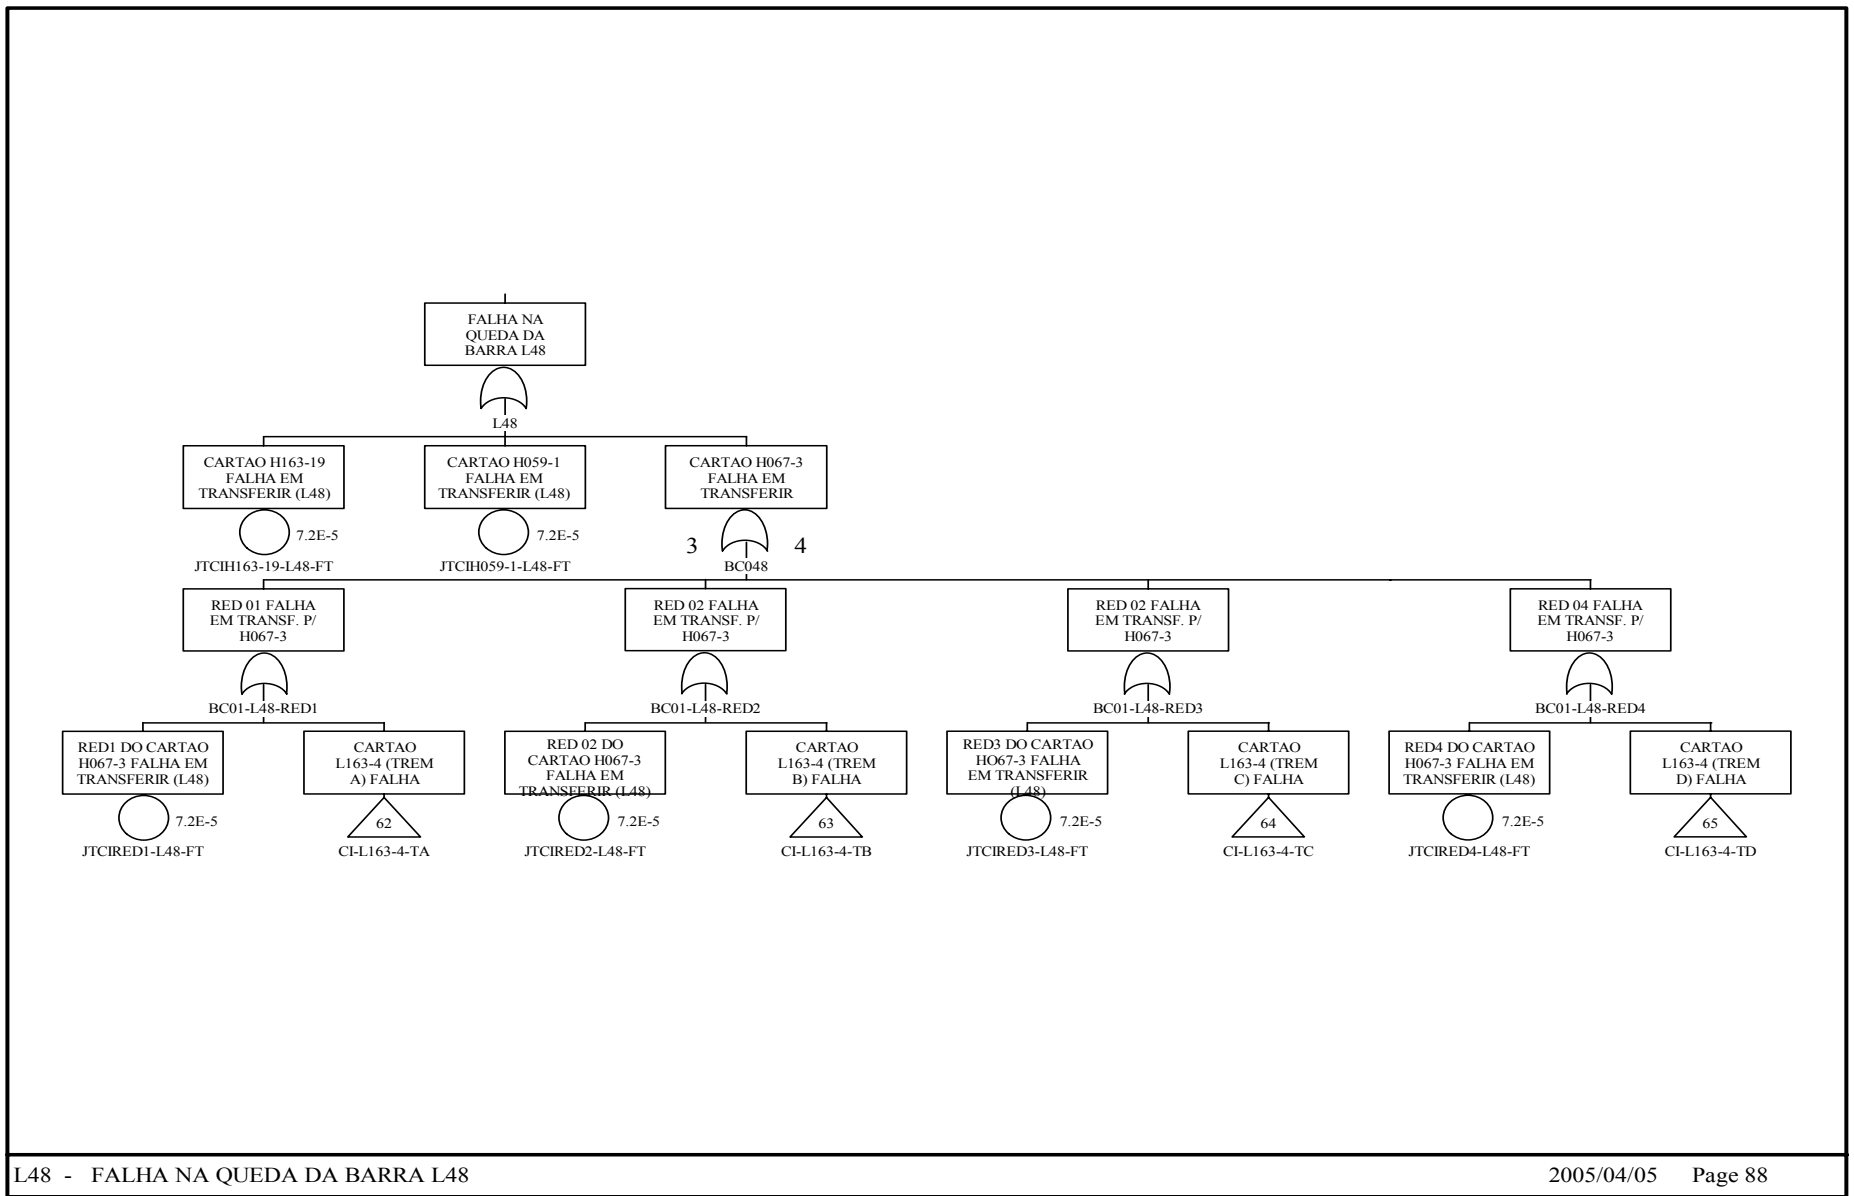 FALHA NA
QUEDA DA
BARRA L48
L48
CARTAO H163-19
FALHA EM
TRANSFERIR (L48)
7.2E-5
JTCIH163-19-L48-FT
CARTAO H059-1
FALHA EM
TRANSFERIR (L48)
7.2E-5
JTCIH059-1-L48-FT
CARTAO H067-3
FALHA EM
TRANSFERIR
3 4
BC048
RED 01 FALHA
EM TRANSF. P/
H067-3
BC01-L48-RED1
RED 02 FALHA
EM TRANSF. P/
H067-3
BC01-L48-RED2
RED 02 FALHA
EM TRANSF. P/
H067-3
BC01-L48-RED3
RED 04 FALHA
EM TRANSF. P/
H067-3
BC01-L48-RED4
RED1 DO CARTAO
H067-3 FALHA EM
TRANSFERIR (L48)
7.2E-5
JTCIRED1-L48-FT
CARTAO
L163-4 (TREM
A) FALHA
62
CI-L163-4-TA
RED 02 DO
CARTAO H067-3
FALHA EM
TRANSFERIR (L48)
7.2E-5
JTCIRED2-L48-FT
CARTAO
L163-4 (TREM
B) FALHA
63
CI-L163-4-TB
RED3 DO CARTAO
HO67-3 FALHA
EM TRANSFERIR
(L48)
7.2E-5
JTCIRED3-L48-FT
CARTAO
L163-4 (TREM
C) FALHA
64
CI-L163-4-TC
RED4 DO CARTAO
H067-3 FALHA EM
TRANSFERIR (L48)
7.2E-5
JTCIRED4-L48-FT
CARTAO
L163-4 (TREM
D) FALHA
65
CI-L163-4-TD
L48 - FALHA NA QUEDA DA BARRA L48
2005/04/05 Page 88